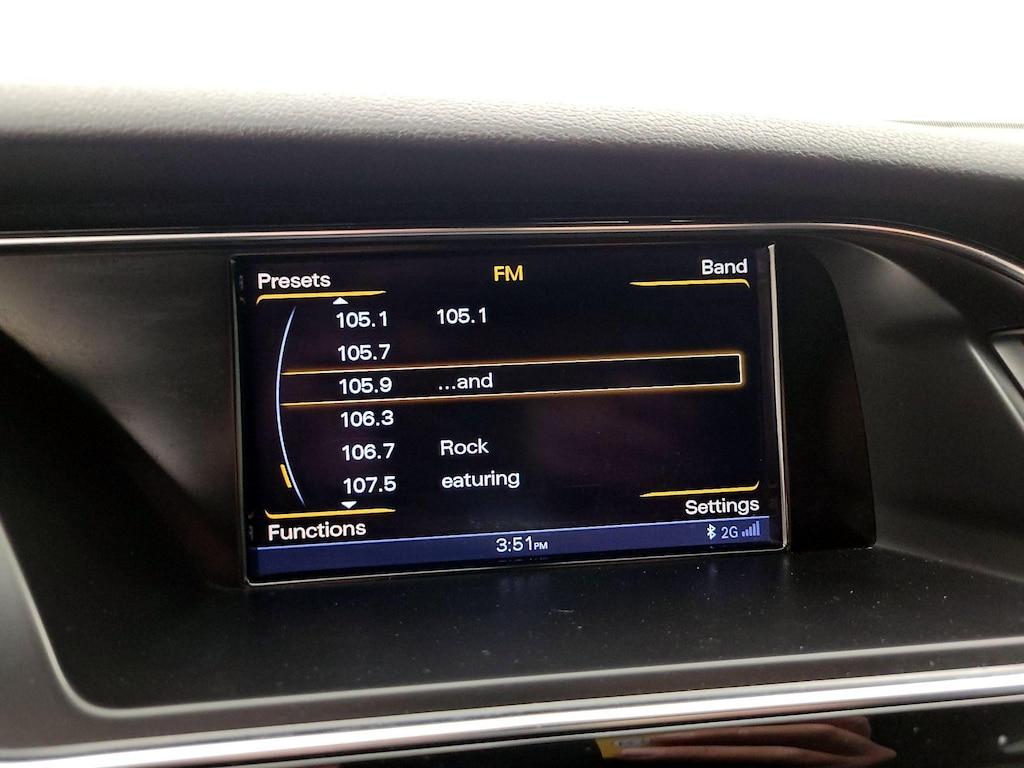 Presets FM Band
105.1 105.1
105.7
105.9 ...and
106.3
106.7 Rock
107.5 eaturing
Functions Settings
3:51PM 2G